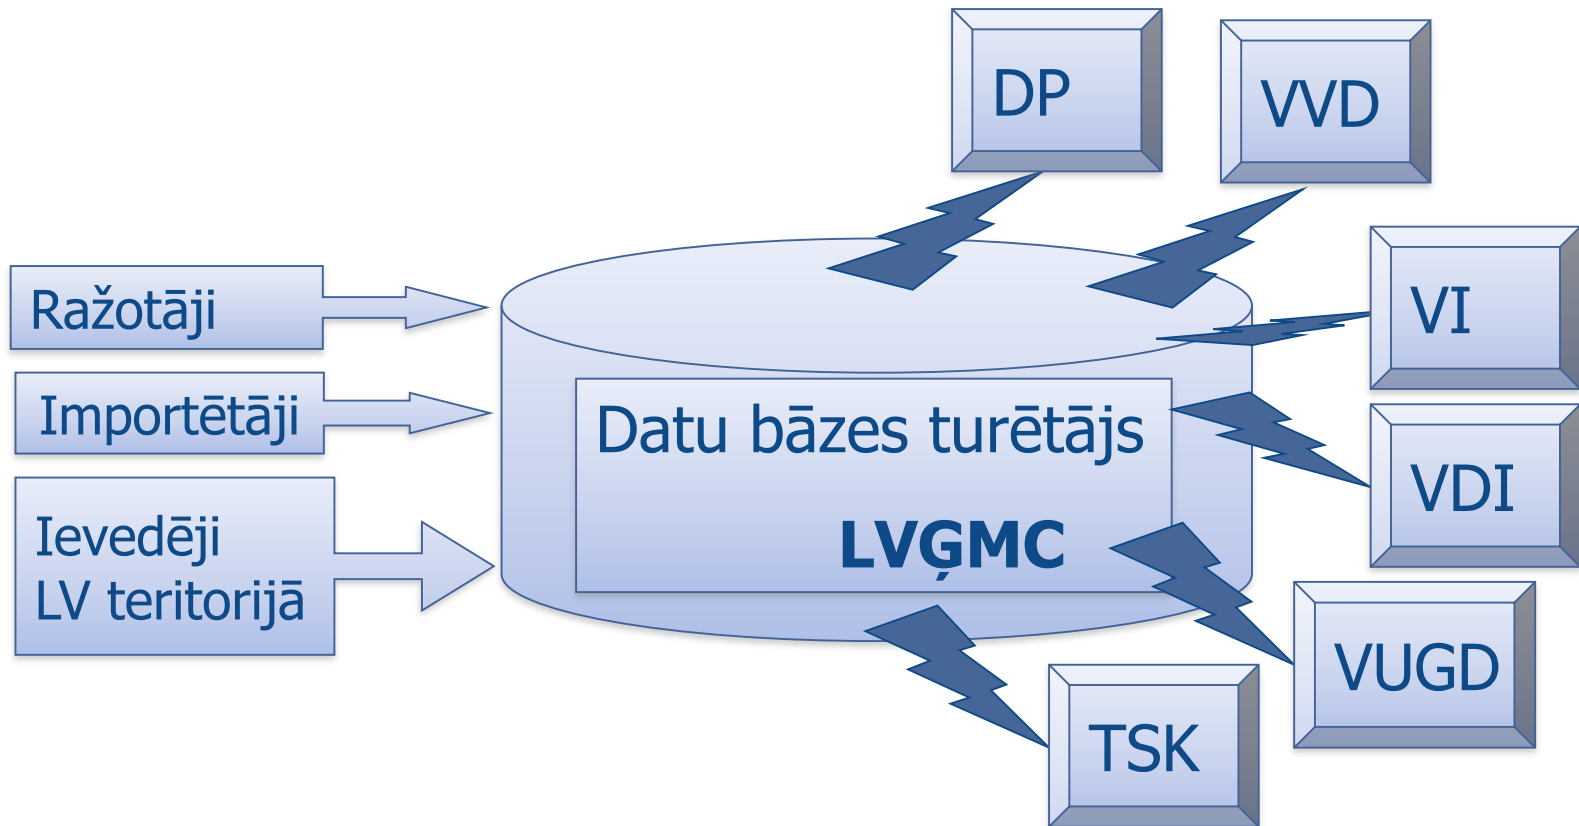 DP
VVD
Ražotāji
VI
Importētāji
Datu bāzes turētājs
LVĢMC
VDI
Ievedēji
LV teritorijā
VUGD
TSK